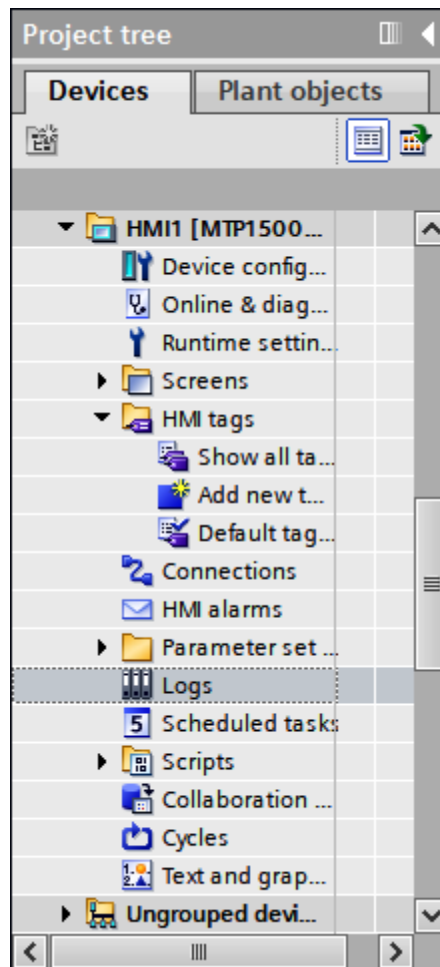 Project tree
Devices
Plant objects
HMI1 [MTP1500...
Device config...
Online & diag...
Runtime settin...
Screens
HMI tags
Show all ta...
Add new t...
Default tag...
Connections
HMI alarms
Parameter set ...
Logs
Scheduled tasks
Scripts
Collaboration ...
Cycles
Text and grap...
Ungrouped devi...